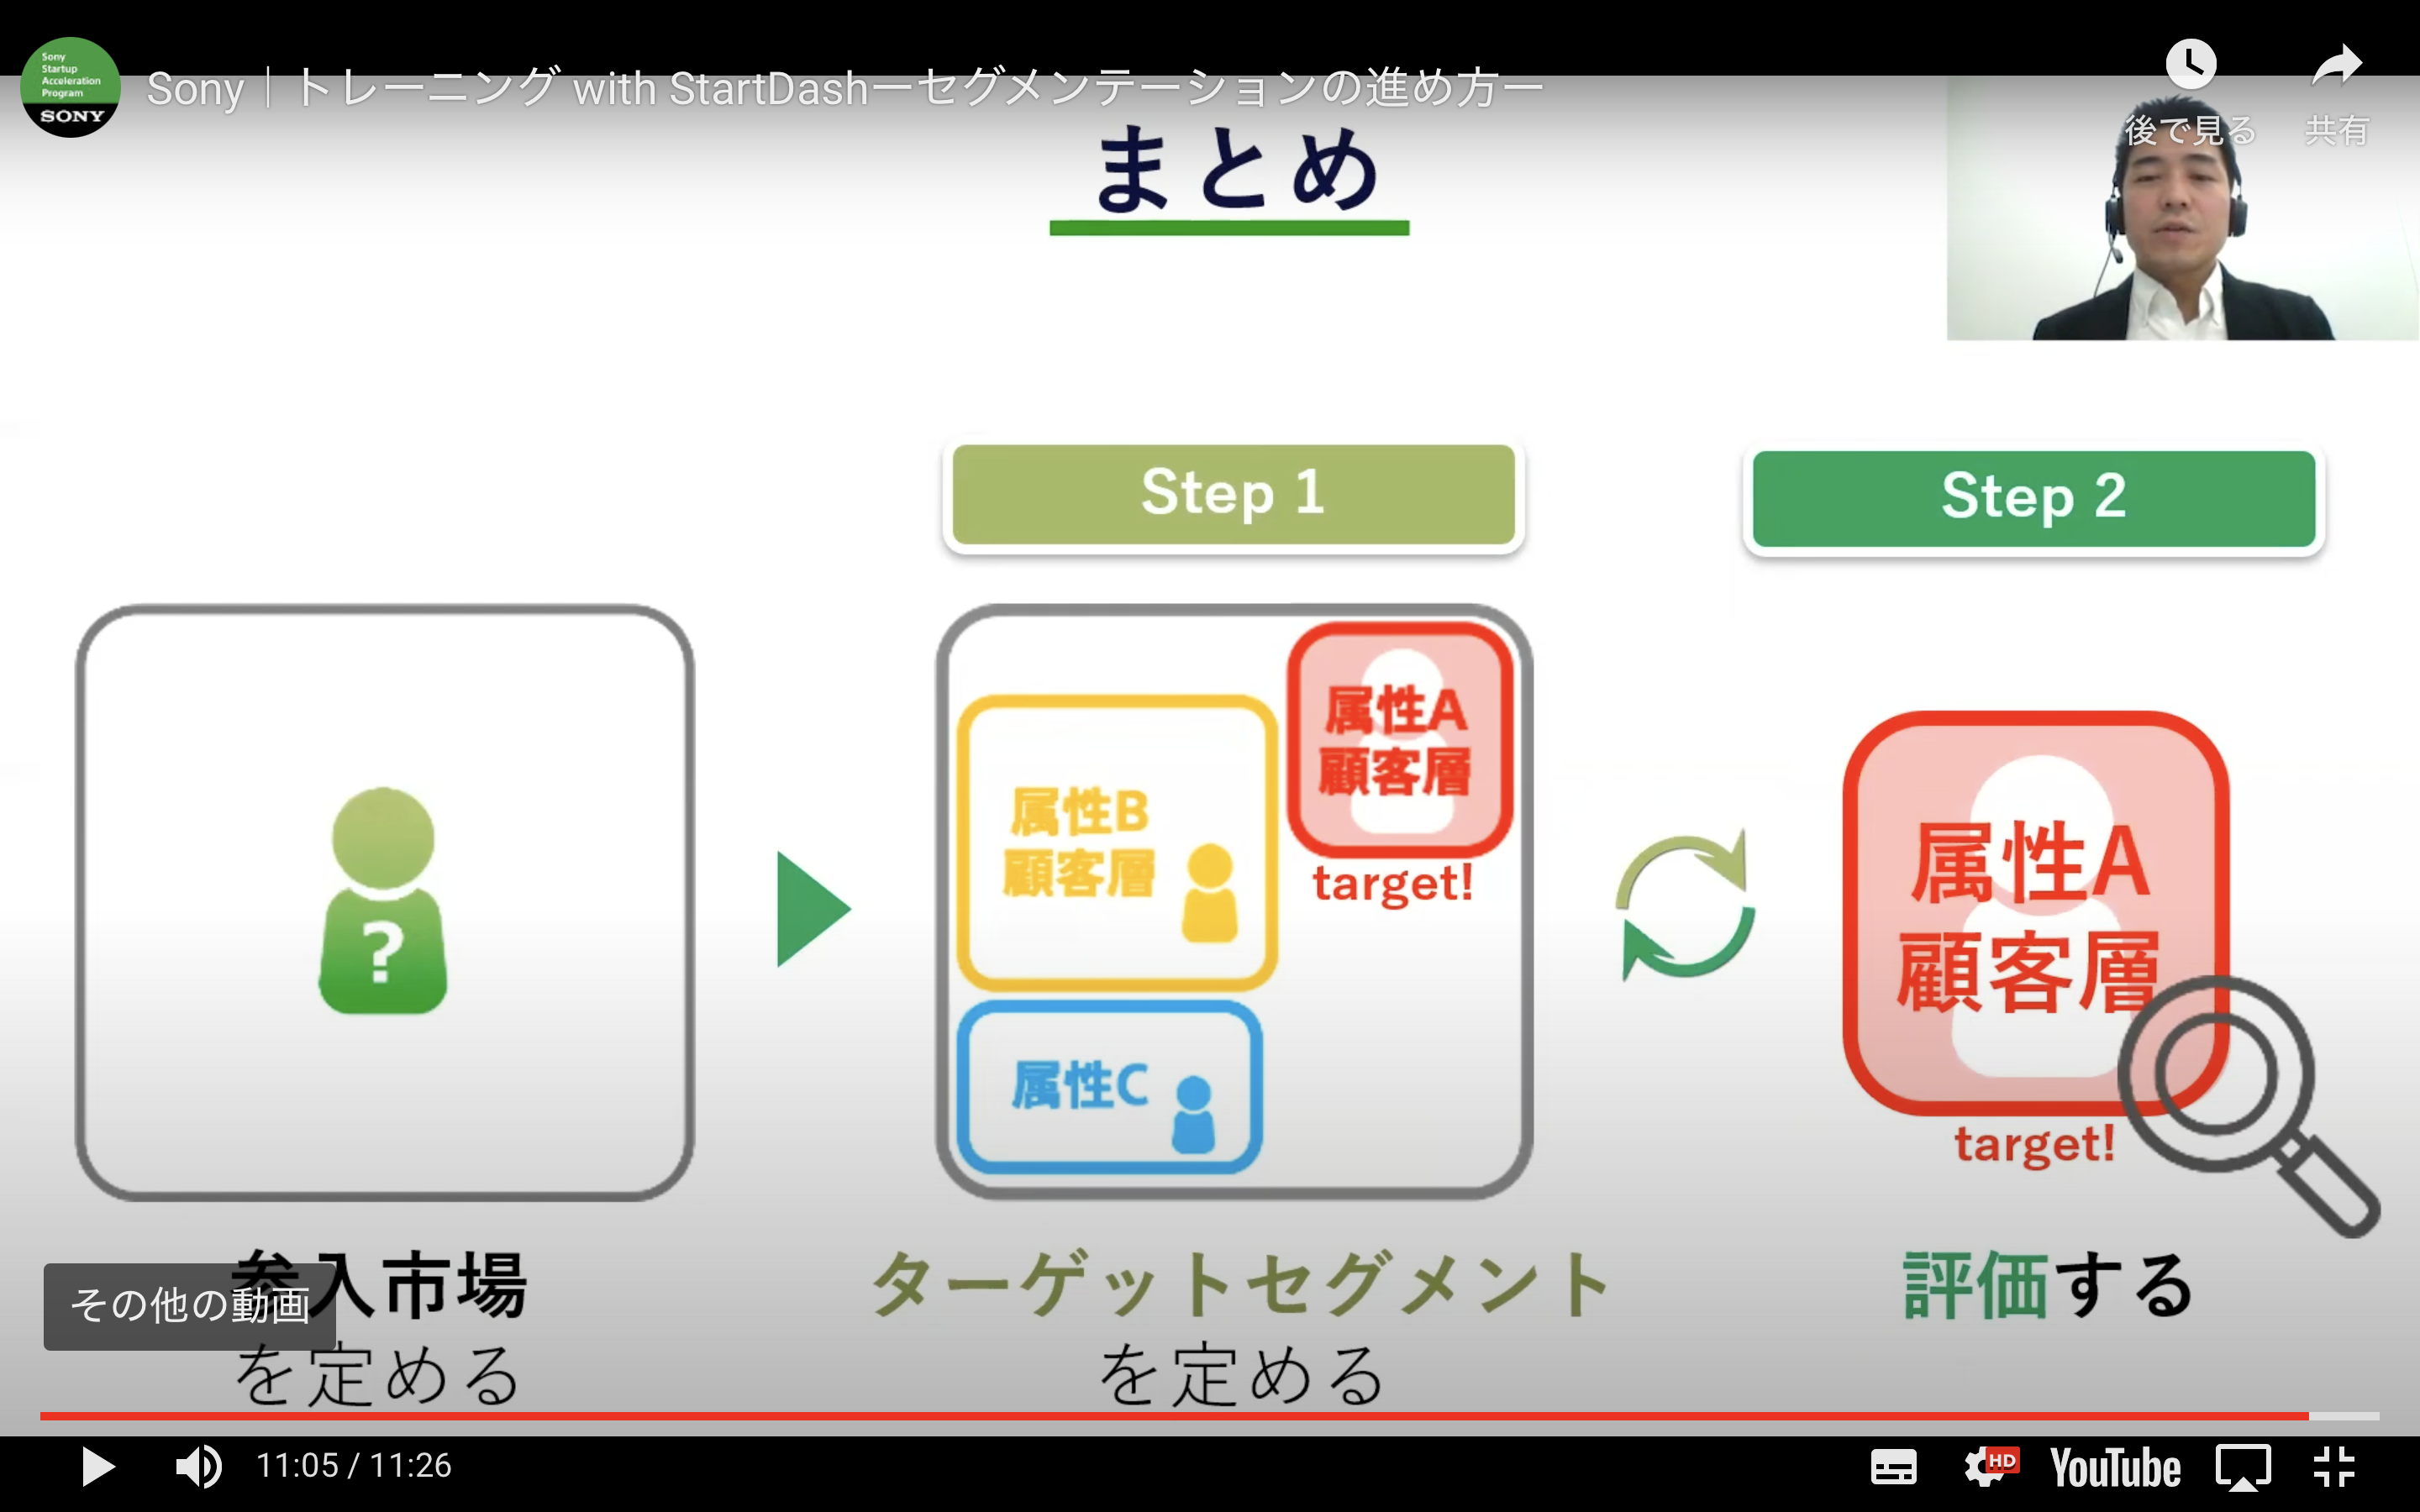 Sony
Startup
Acceleration
Program
SONY
Sony｜トレーニング with StartDashーセグメンテーションの進め方ー
後で見る
共有
まとめ
Step 1
Step 2
?
属性A
顧客層
target!
属性B
顧客層
属性C
属性A
顧客層
target!
参入市場
を定める
ターゲットセグメント
を定める
評価する
その他の動画
11:05 / 11:26
HD
YouTube